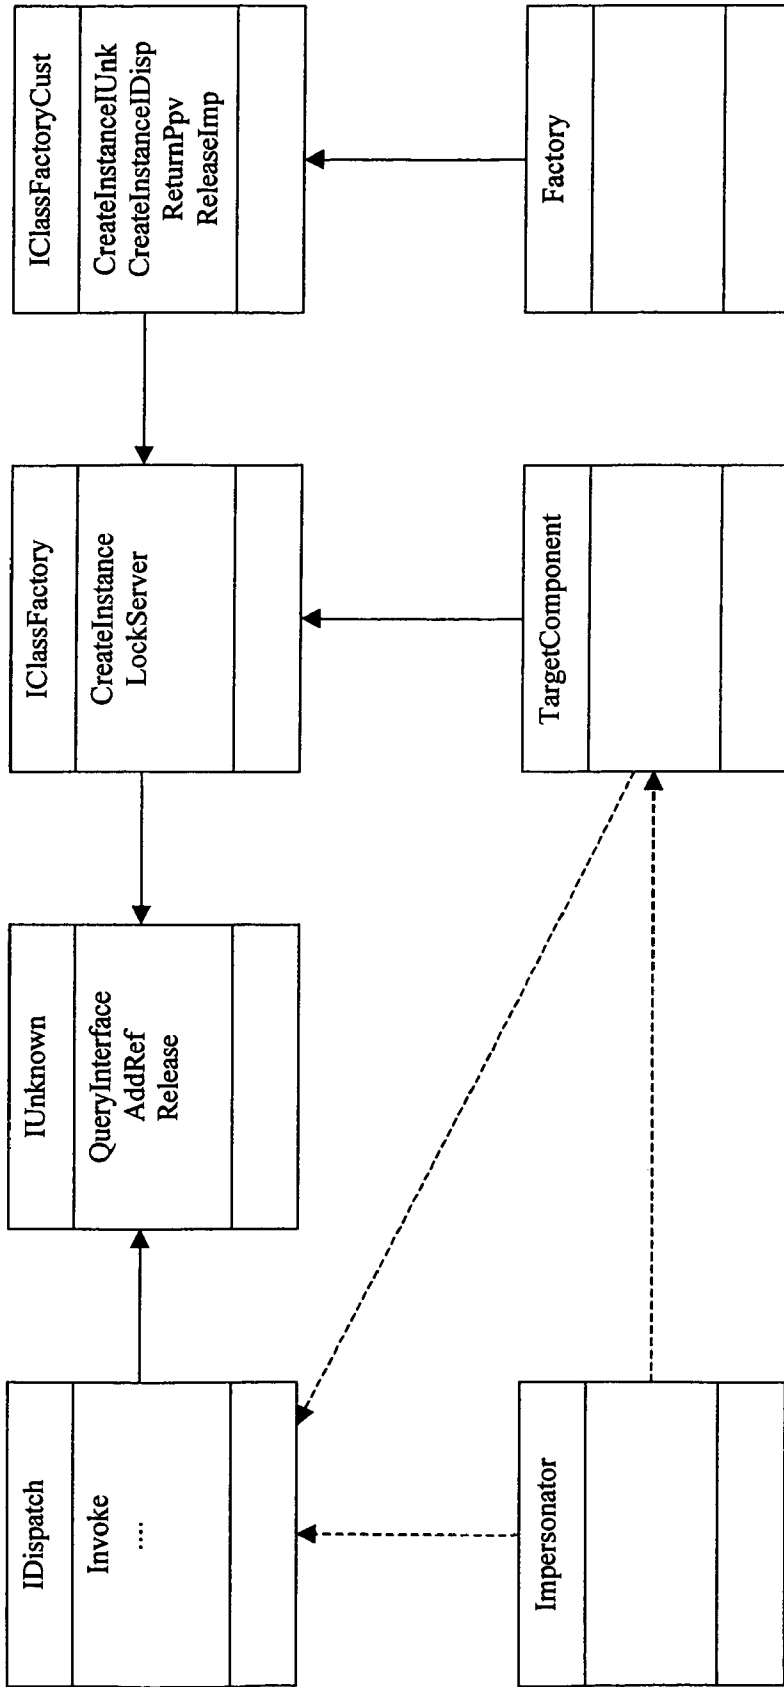 IDispatch
Invoke
....
IUnknown
QueryInterface
AddRef
Release
IClassFactory
CreateInstance
LockServer
IClassFactoryCust
CreateInstanceIUnk
CreateInstanceIDisp
ReturnPpv
ReleaseImp
Impersonator
TargetComponent
Factory